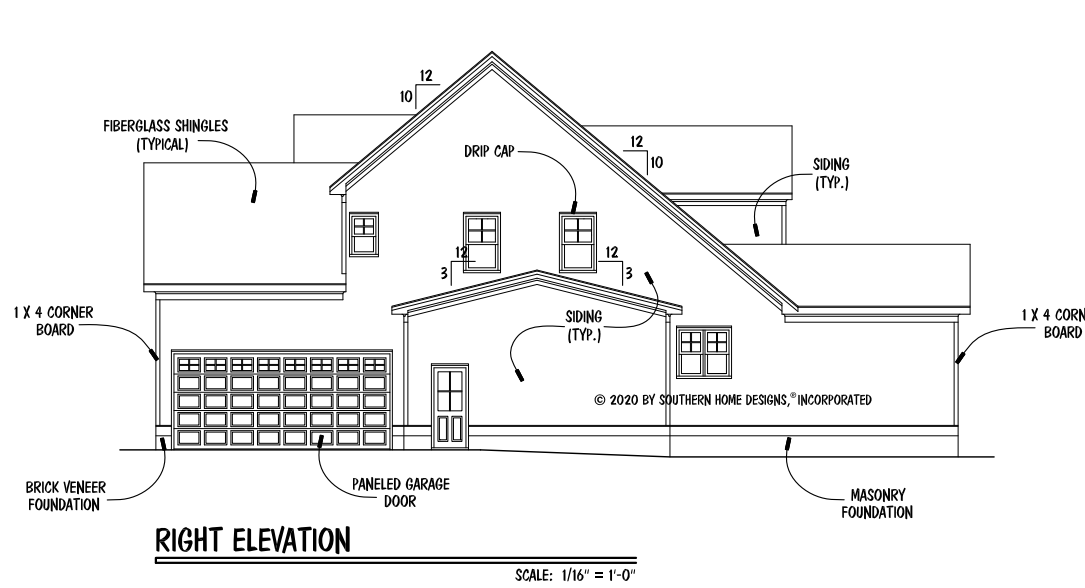 12
10
FIBERGLASS SHINGLES
(TYPICAL)
DRIP CAP
12
10
SIDING
(TYP.)
12
3
12
3
1 X 4 CORNER
BOARD
SIDING
(TYP.)
1 X 4 CORN
BOARD
© 2020 BY SOUTHERN HOME DESIGNS,® INCORPORATED
BRICK VENEER
FOUNDATION
PANELED GARAGE
DOOR
MASONRY
FOUNDATION
RIGHT ELEVATION
SCALE: 1/16" = 1'-0"